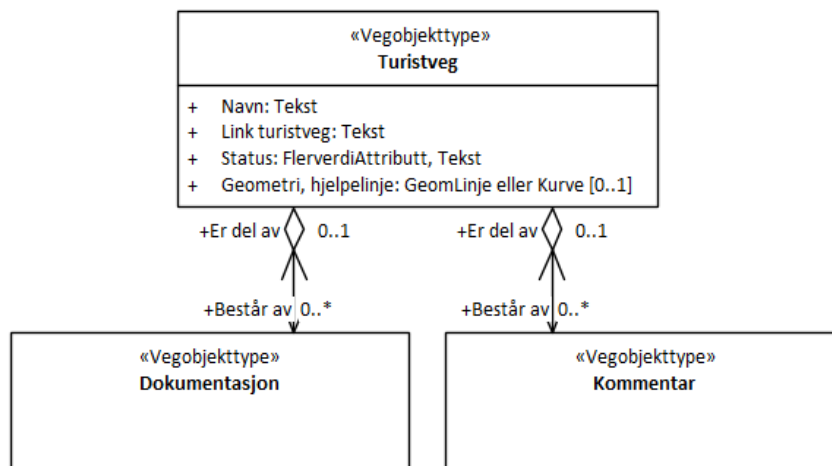 «Vegobjekttype»
Turistveg
+ Navn: Tekst
+ Link turistveg: Tekst
+ Status: FlerverdiAttributt, Tekst
+ Geometri, hjelpelinje: GeomLinje eller Kurve [0..1]
+Er del av 0..1 +Er del av 0..1
+Består av 0..* +Består av 0..*
«Vegobjekttype»
Dokumentasjon
«Vegobjekttype»
Kommentar